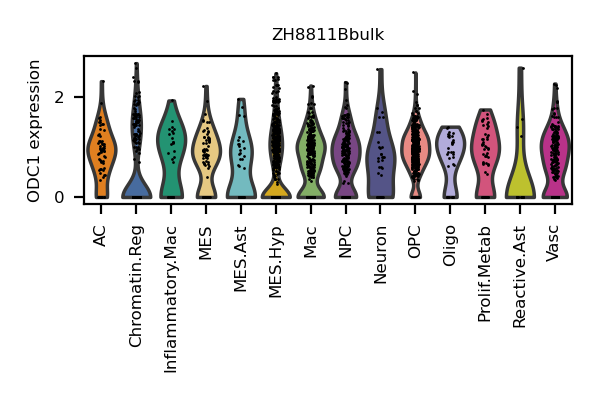 ZH8811Bbulk
ODC1 expression
2
0
AC
Chromatin.Reg
Inflammatory.Mac
MES
MES.Ast
MES.Hyp
Mac
NPC
Neuron
OPC
Oligo
Prolif.Metab
Reactive.Ast
Vasc